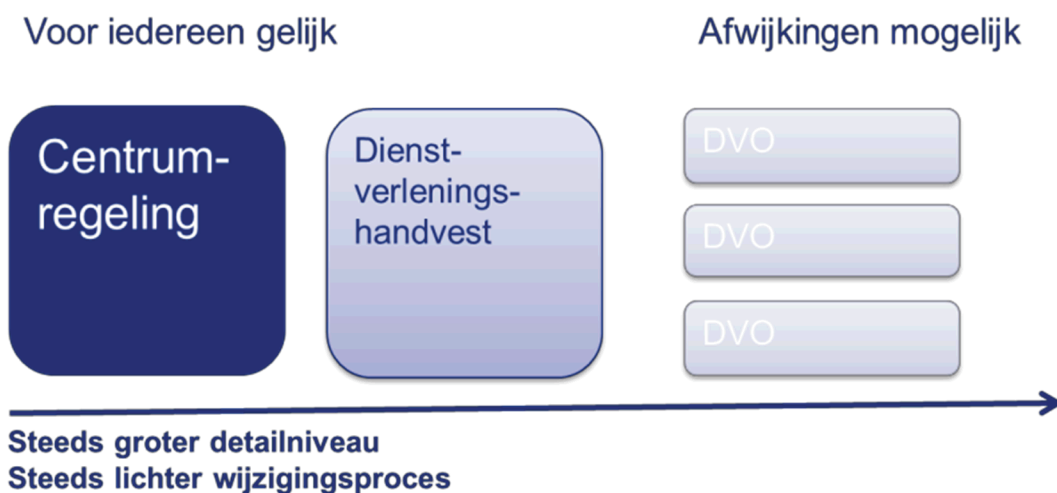 Voor iedereen gelijk
Afwijkingen mogelijk
Centrum-
regeling
Dienst-
verlenings-
handvest
DVO
DVO
DVO
Steeds groter detailniveau
Steeds lichter wijzigingsproces